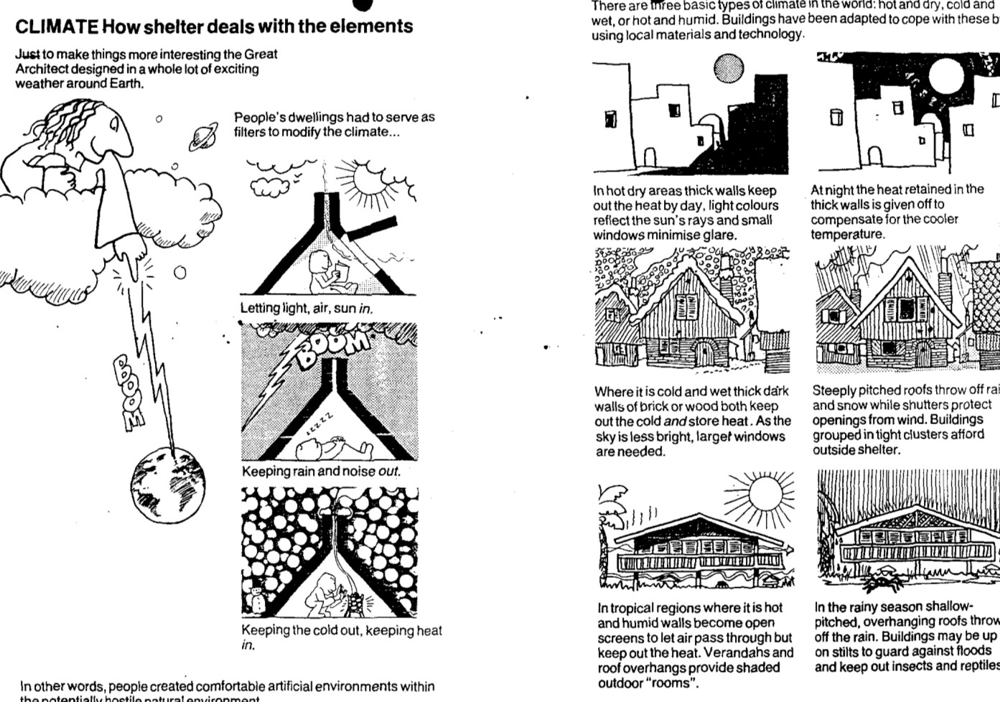 CLIMATE How shelter deals with the elements
Just to make things more interesting the Great
Architect designed in a whole lot of exciting
weather around Earth.
People's dwellings had to serve as
filters to modify the climate...
Letting light, air, sun in.
BOOM
BOOM
zzzzz
Keeping rain and noise out.
Keeping the cold out, keeping heat
in.
In other words, people created comfortable artificial environments within
the potentially hostile natural environment.
There are three basic types of climate in the world: hot and dry, cold and
wet, or hot and humid. Buildings have been adapted to cope with these b
using local materials and technology.
In hot dry areas thick walls keep
out the heat by day, light colours
reflect the sun's rays and small
windows minimise glare.
At night the heat retained in the
thick walls is given off to
compensate for the cooler
temperature.
Where it is cold and wet thick dark
walls of brick or wood both keep
out the cold and store heat. As the
sky is less bright, larger windows
are needed.
Steeply pitched roofs throw off rai
and snow while shutters protect
openings from wind. Buildings
grouped in tight clusters afford
outside shelter.
In tropical regions where it is hot
and humid walls become open
screens to let air pass through but
keep out the heat. Verandahs and
roof overhangs provide shaded
outdoor "rooms".
In the rainy season shallow-
pitched, overhanging roofs throw
off the rain. Buildings may be up
on stilts to guard against floods
and keep out insects and reptiles